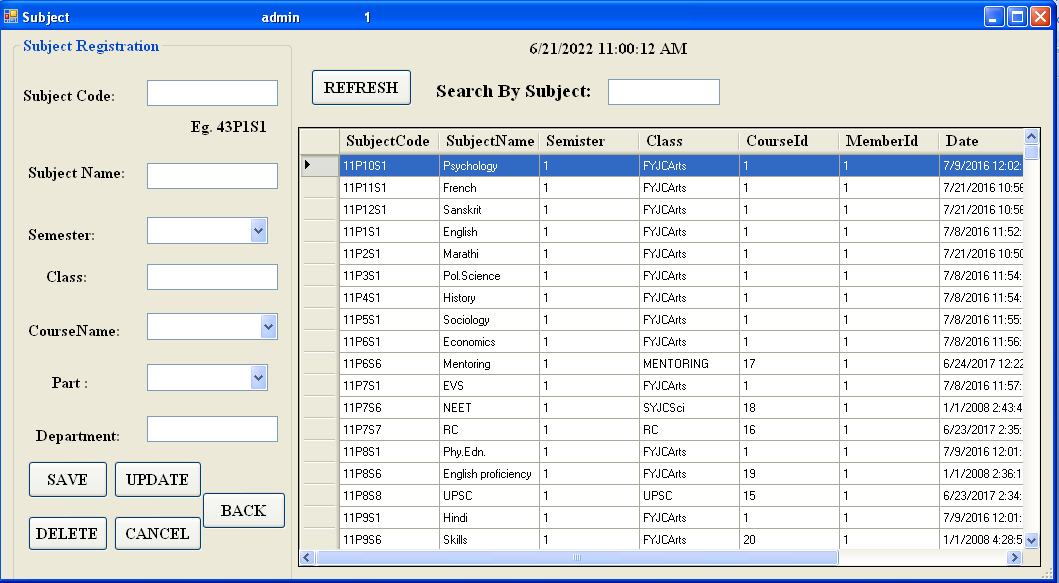 Subject admin 1
Subject Registration
6/21/2022 11:00:12 AM
Subject Code:
Eg. 43P1S1
REFRESH
Search By Subject:
Subject Name:
Semester:
Class:
CourseName:
Part :
Department:
SAVE
UPDATE
BACK
DELETE
CANCEL
SubjectCode SubjectName Semister Class CourseId MemberId Date
11P10S1 Psychology 1 FYJCArts 1 1 7/9/2016 12:02:
11P11S1 French 1 FYJCArts 1 1 7/21/2016 10:56
11P12S1 Sanskrit 1 FYJCArts 1 1 7/21/2016 10:56
11P1S1 English 1 FYJCArts 1 1 7/8/2016 11:52:
11P2S1 Marathi 1 FYJCArts 1 1 7/21/2016 10:50
11P3S1 Pol.Science 1 FYJCArts 1 1 7/8/2016 11:54:
11P4S1 History 1 FYJCArts 1 1 7/8/2016 11:54:
11P5S1 Sociology 1 FYJCArts 1 1 7/8/2016 11:55:
11P6S1 Economics 1 FYJCArts 1 1 7/8/2016 11:56:
11P6S6 Mentoring 1 MENTORING 17 1 6/24/2017 12:22
11P7S1 EVS 1 FYJCArts 1 1 7/8/2016 11:57:
11P7S6 NEET 1 SYJCSci 18 1 1/1/2008 2:43:4
11P7S7 RC 1 RC 16 1 6/23/2017 2:35:
11P8S1 Phy.Edn. 1 FYJCArts 1 1 7/9/2016 12:01:
11P8S6 English proficiency 1 FYJCArts 19 1 1/1/2008 2:36:1
11P8S8 UPSC 1 UPSC 15 1 6/23/2017 2:34:
11P9S1 Hindi 1 FYJCArts 1 1 7/9/2016 12:01:
11P9S6 Skills 1 FYJCArts 20 1 1/1/2008 4:28:5